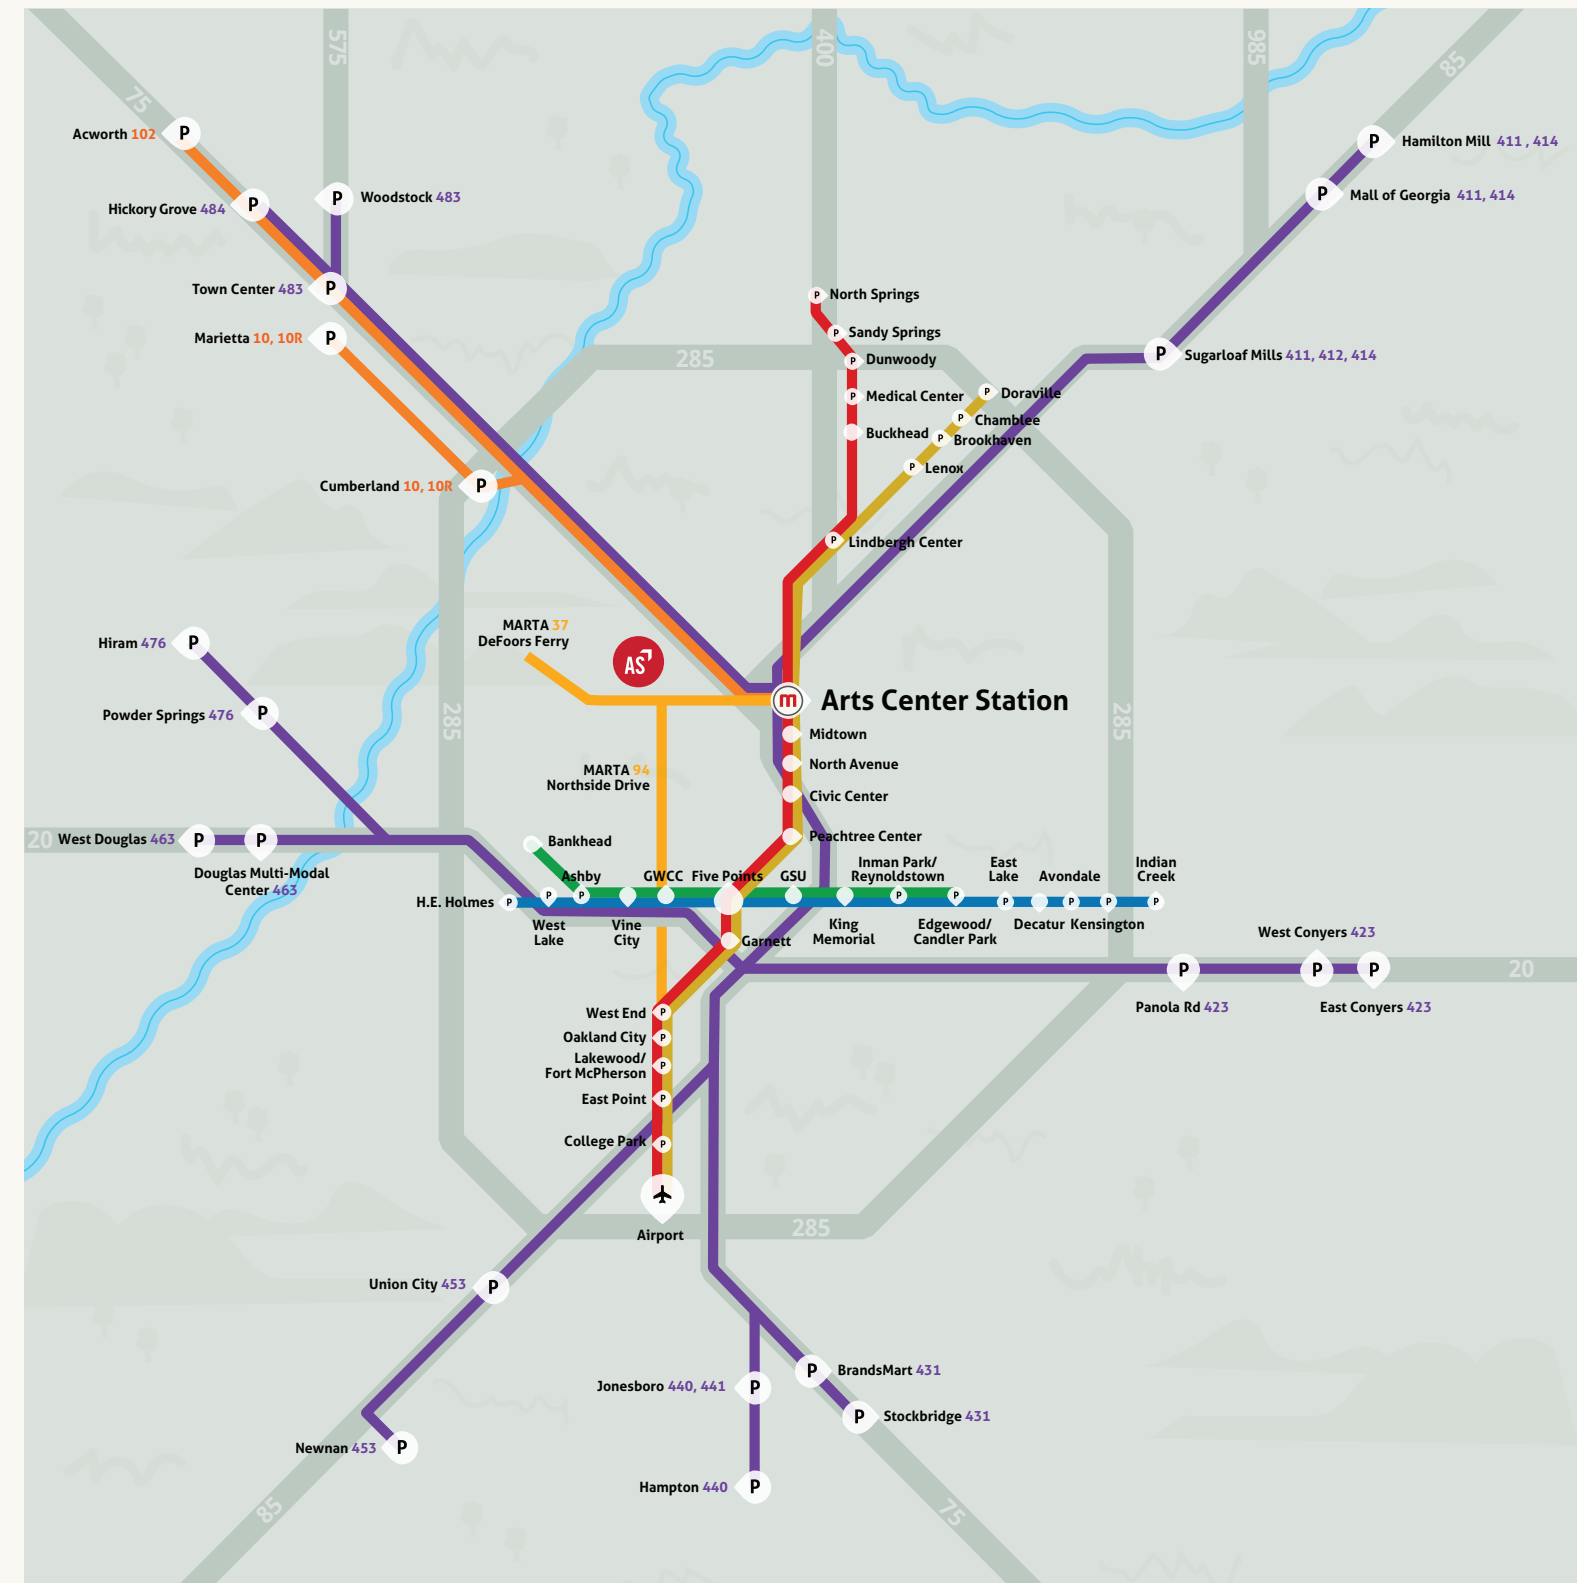 575
400
985
75
85
Acworth 102
P
P
Hamilton Mill 411 , 414
Hickory Grove 484
P
P
Woodstock 483
P
Mall of Georgia 411, 414
Town Center 483
P
P
North Springs
Marietta 10, 10R
P
P
Sandy Springs
285
P
Dunwoody
P
Sugarloaf Mills 411, 412, 414
P
Medical Center
P
Doraville
Buckhead
P
Chamblee
P
Brookhaven
P
Lenox
Cumberland 10, 10R
P
P
Lindbergh Center
MARTA 37
DeFoors Ferry
Hiram 476
P
AS
m
Arts Center Station
Powder Springs 476
P
285
285
Midtown
North Avenue
MARTA 94
Northside Drive
Civic Center
20
West Douglas 463
P
P
Douglas Multi-Modal
Center 463
Bankhead
Peachtree Center
Ashby
P
GWCC
Five Points
GSU
Inman Park/
Reynoldstown
P
East
Lake
P
Avondale
P
Indian
Creek
P
H.E. Holmes
P
P
West
Lake
Vine
City
King
Memorial
P
Edgewood/
Candler Park
Decatur
P
Kensington
Garnett
West Conyers 423
P
P
P
20
Panola Rd 423
East Conyers 423
West End
P
Oakland City
P
Lakewood/
Fort McPherson
P
East Point
P
College Park
P
Airport
285
Union City 453
P
P
BrandsMart 431
Jonesboro 440, 441
P
P
Stockbridge 431
Newnan 453
P
Hampton 440
P
85
75